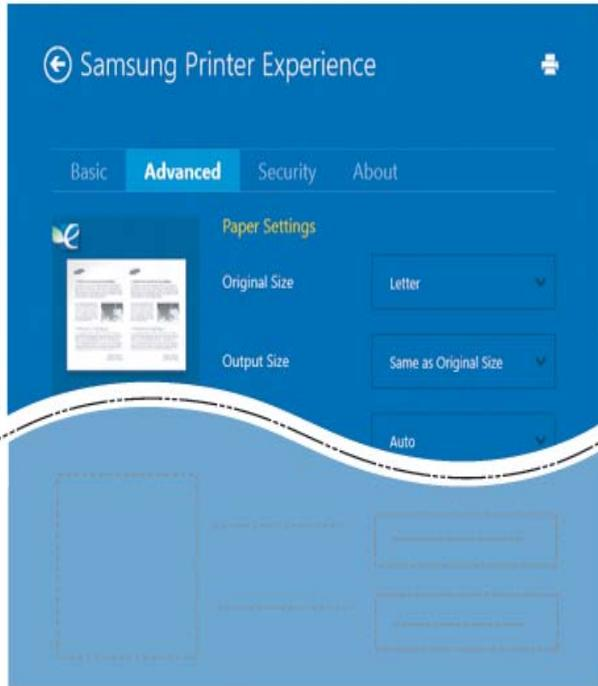 Samsung Printer Experience
Basic Advanced Security About
Paper Settings
Original Size Letter
Output Size Same as Original Size
Auto